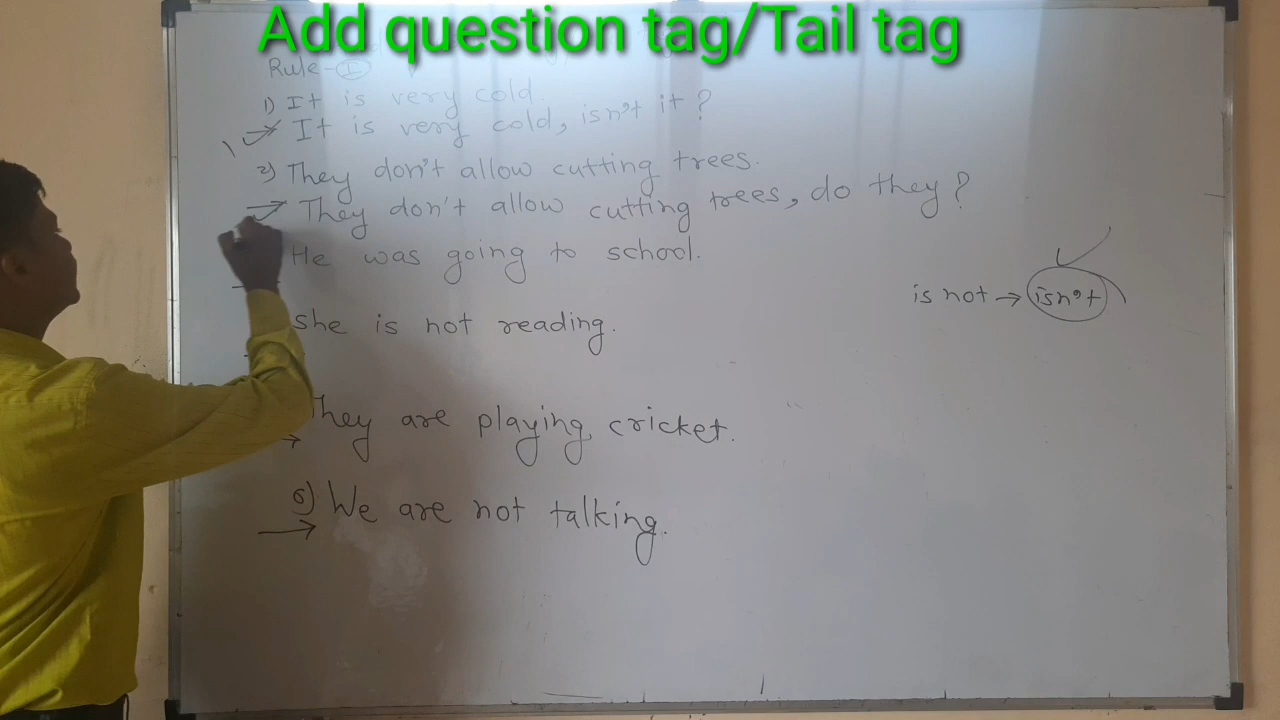 Add question tag/Tail tag
Rule-I
1) It is very cold.
→ It is very cold, isn't it?
2) They don't allow cutting trees.
→ They don't allow cutting trees, do they?
He was going to school.
is not → isn't
she is not reading.
They are playing cricket.
→
6) We are not talking.
→